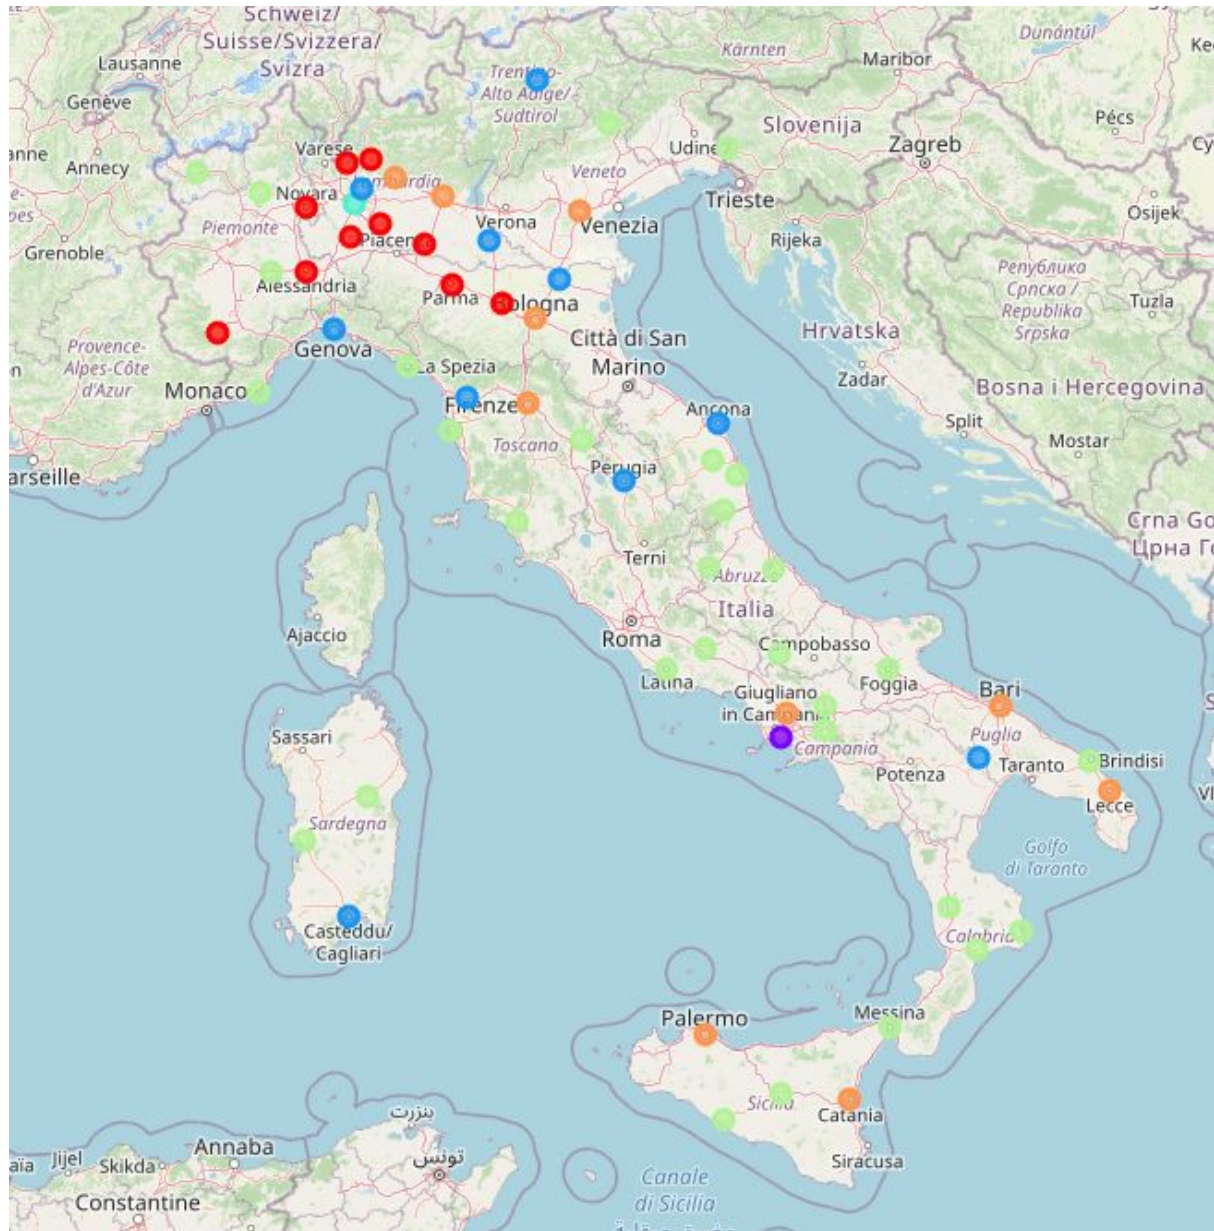 Schweiz/
Suisse/Svizzera/
Svizra
Lausanne
Genève
Annecy
Grenoble
Trentino-
Alto Adige/
Sudtirol
Kärnten
Maribor
Dunántúl
Pécs
Slovenija
Zagreb
Udine
Veneto
Varese
Novara
Piemonte
Verona
Venezia
Trieste
Rijeka
Osijek
Alessandria
Parma
Bologna
Република
Српска /
Republika
Srpska
Tuzla
Hrvatska
Genova
La Spezia
Città di San
Marino
Provence-
Alpes-Côte
d'Azur
Monaco
Zadar
Bosna i Hercegovina
Firenze
Toscana
Ancona
Split
Mostar
arseille
Perugia
Terni
Crna Go
Црна Г
Abruzzo
Italia
Ajaccio
Roma
Campobasso
Latina
Giugliano
in Campania
Foggia
Bari
Sassari
Campania
Puglia
Potenza
Taranto
Brindisi
Lecce
Sardegna
Golfo
di Taranto
Casteddu/
Cagliari
Calabria
Palermo
Messina
Sicilia
Catania
Siracusa
بنزرت
تونس
Annaba
Jijel
Skikda
Constantine
Canale
di Sicilia